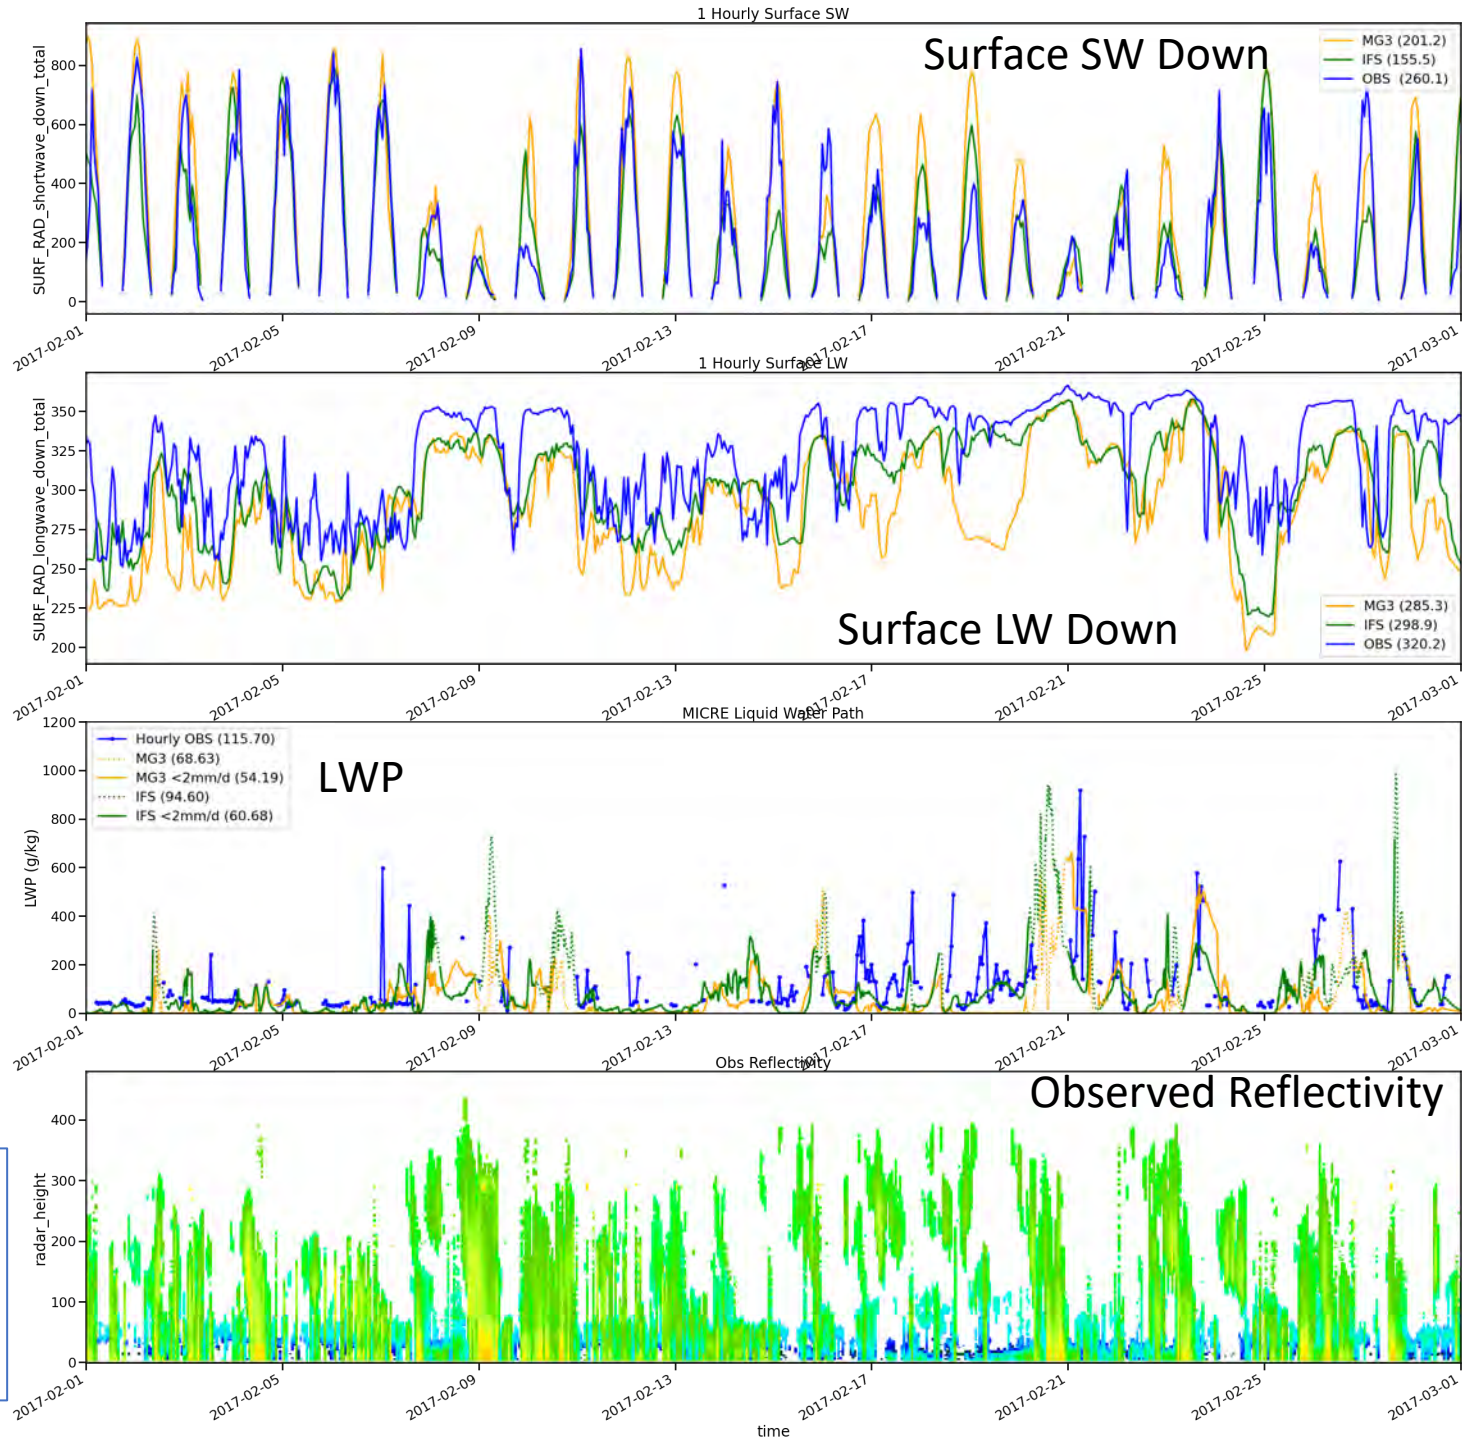 1 Hourly Surface SW
Surface SW Down
MG3 (201.2)
IFS (155.5)
OBS (260.1)
SURF_RAD_shortwave_down_total
800
600
400
200
0
2017-02-01
2017-02-05
2017-02-09
2017-02-13
2017-02-17
2017-02-21
2017-02-25
2017-03-01
1 Hourly Surface LW
SURF_RAD_longwave_down_total
350
325
300
275
250
225
200
Surface LW Down
MG3 (285.3)
IFS (298.9)
OBS (320.2)
2017-02-01
2017-02-05
2017-02-09
2017-02-13
2017-02-17
2017-02-21
2017-02-25
2017-03-01
MICRE Liquid Water Path
LWP (g/kg)
1200
1000
800
600
400
200
0
Hourly OBS (115.70)
MG3 (68.63)
MG3 <2mm/d (54.19)
IFS (94.60)
IFS <2mm/d (60.68)
LWP
2017-02-01
2017-02-05
2017-02-09
2017-02-13
2017-02-17
2017-02-21
2017-02-25
2017-03-01
Obs Reflectivity
Observed Reflectivity
radar_height
400
300
200
100
0
2017-02-01
2017-02-05
2017-02-09
2017-02-13
2017-02-17
2017-02-21
2017-02-25
2017-03-01
time